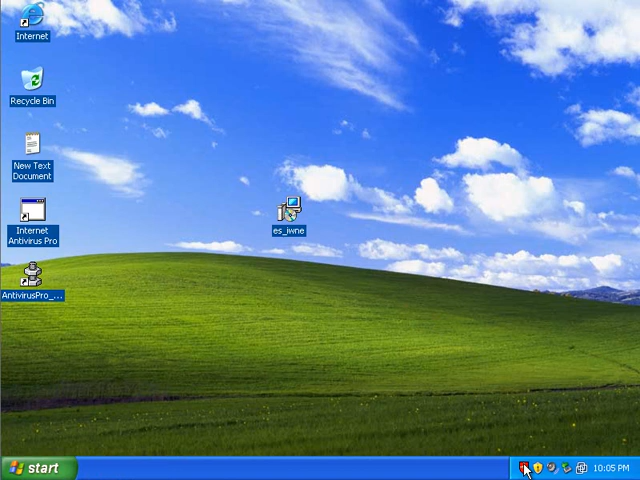 Internet
Recycle Bin
New Text
Document
Internet
Antivirus Pro
AntivirusPro_...
es_iwne
start
10:05 PM